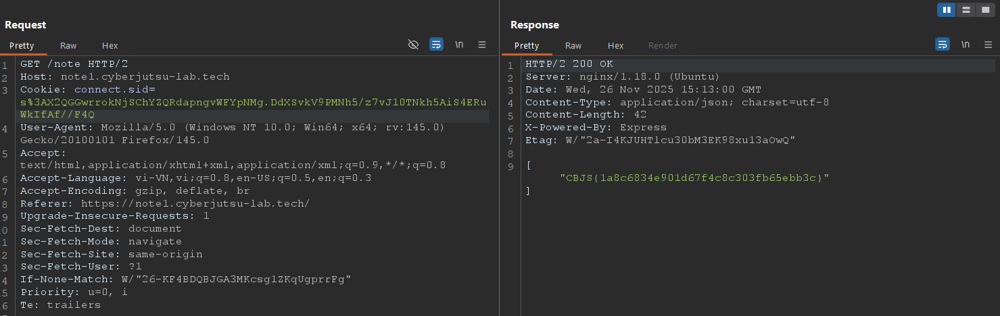 Request
Pretty Raw Hex \n
1 GET /note HTTP/2
2 Host: note1.cyberjutsu-lab.tech
3 Cookie: connect.sid=
s%3AX2QGGwrrokNjSChYZQRdapngvWFYpNMg.DdXSvkV9PMNh5/z7vJ10TNkh5AiS4ERu
WkIfAf//F4Q
4 User-Agent: Mozilla/5.0 (Windows NT 10.0; Win64; x64; rv:145.0)
Gecko/20100101 Firefox/145.0
5 Accept:
text/html,application/xhtml+xml,application/xml;q=0.9,*/*;q=0.8
6 Accept-Language: vi-VN,vi;q=0.8,en-US;q=0.5,en;q=0.3
7 Accept-Encoding: gzip, deflate, br
8 Referer: https://note1.cyberjutsu-lab.tech/
9 Upgrade-Insecure-Requests: 1
0 Sec-Fetch-Dest: document
1 Sec-Fetch-Mode: navigate
2 Sec-Fetch-Site: same-origin
3 Sec-Fetch-User: ?1
4 If-None-Match: W/"26-KF4BDQBJGA3MKcsg1ZKqUgprrFg"
5 Priority: u=0, i
6 Te: trailers
Response
Pretty Raw Hex Render \n
1 HTTP/2 200 OK
2 Server: nginx/1.18.0 (Ubuntu)
3 Date: Wed, 26 Nov 2025 15:13:00 GMT
4 Content-Type: application/json; charset=utf-8
5 Content-Length: 42
6 X-Powered-By: Express
7 Etag: W/"2a-I4KJUHTlcu30bM3EK98xu13aOwQ"
8
9 [
"CBJS{1a8c6834e901d67f4c8c303fb65ebb3c}"
]